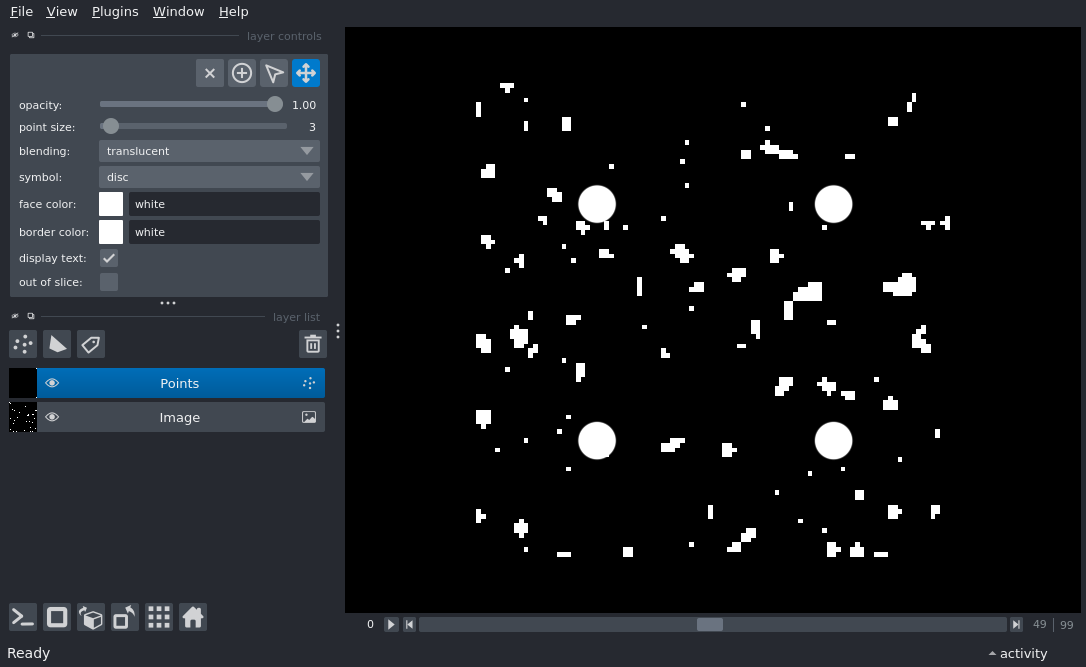 File View Plugins Window Help
layer controls
opacity: 1.00
point size: 3
blending: translucent
symbol: disc
face color: white
border color: white
display text:
out of slice:
layer list
Points
Image
0 49 | 99
Ready activity